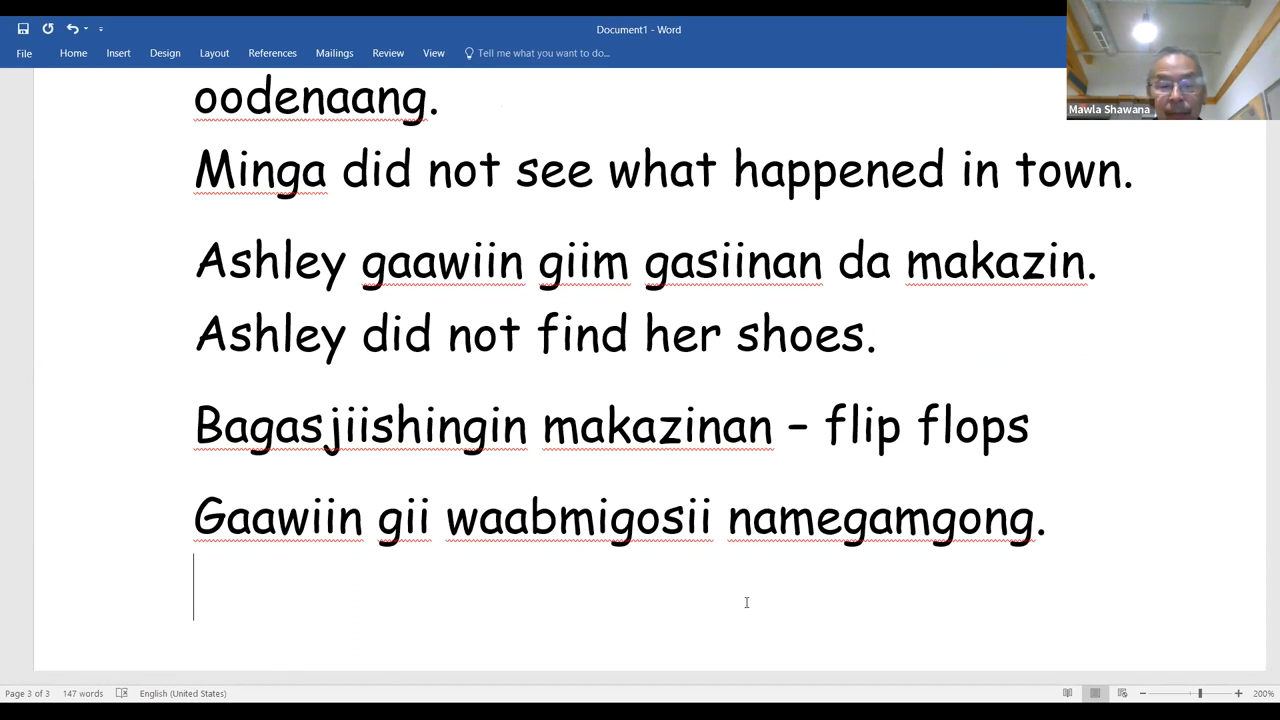 Document1 - Word
File Home Insert Design Layout References Mailings Review View Tell me what you want to do...
Mawla Shawana
oodenaang.
Minga did not see what happened in town.
Ashley gaawiin giim gasiinan da makazin.
Ashley did not find her shoes.
Bagasjiishingin makazinan – flip flops
Gaawiin gii waabmigosii namegamgong.
Page 3 of 3 147 words English (United States) 200%